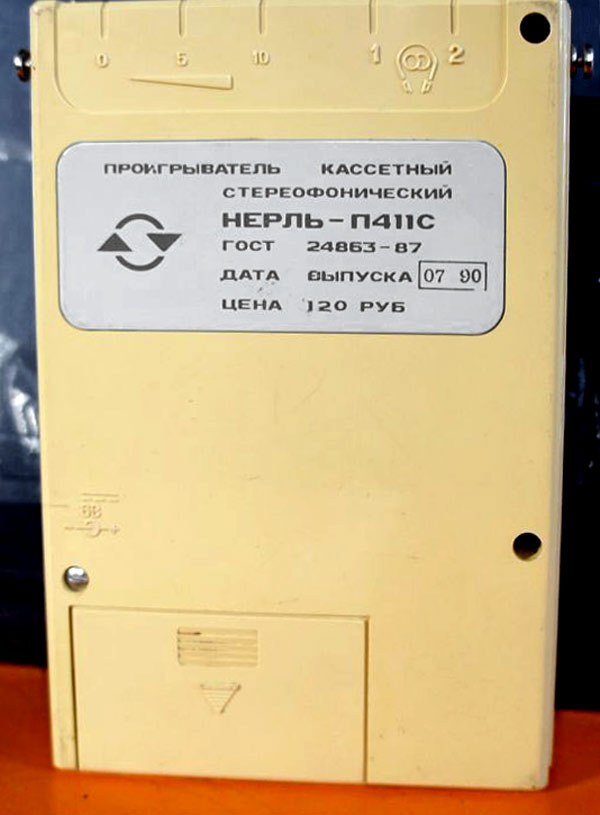 0 5 10 1 2
ПРОИГРЫВАТЕЛЬ КАССЕТНЫЙ
СТЕРЕОФОНИЧЕСКИЙ
НЕРЛЬ-П411С
ГОСТ 24863-87
ДАТА ВЫПУСКА 07 90
ЦЕНА 120 РУБ
6В